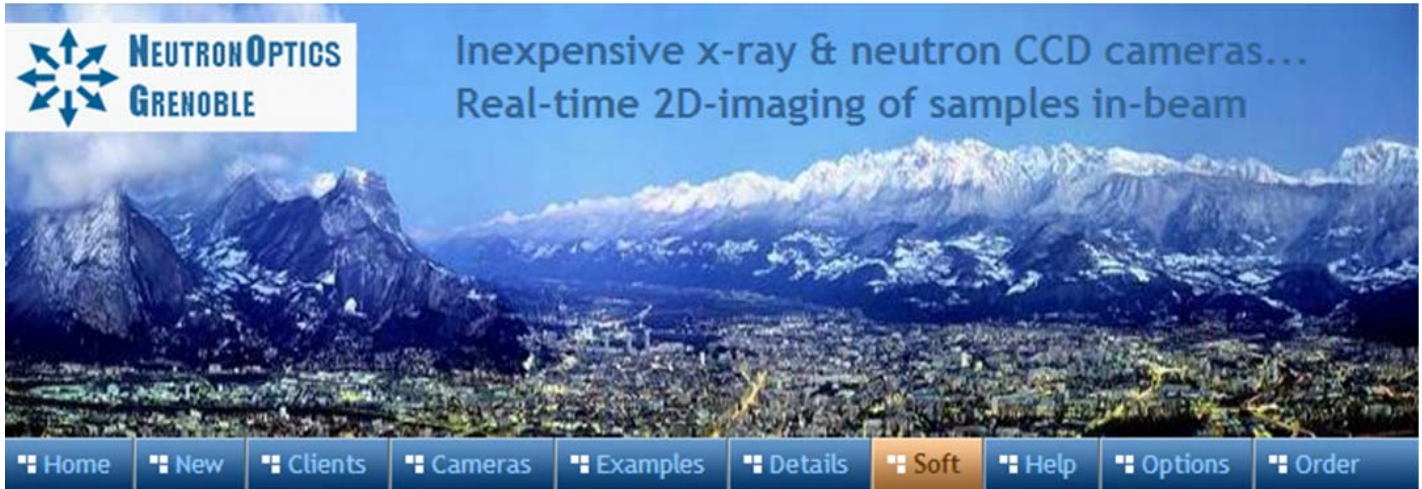 NEUTRONOPTICS
GRENOBLE
Inexpensive x-ray & neutron CCD cameras...
Real-time 2D-imaging of samples in-beam
Home New Clients Cameras Examples Details Soft Help Options Order